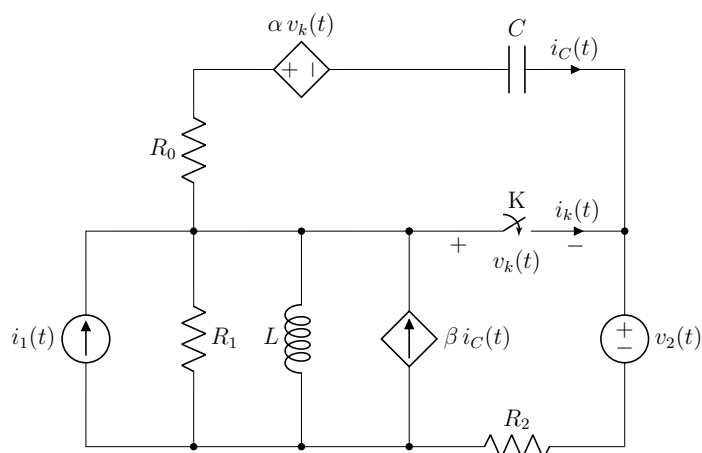 α v_k(t)
+ −
C
i_C(t)
R_0
K
i_k(t)
+
−
v_k(t)
i_1(t)
R_1
L
β i_C(t)
+
−
v_2(t)
R_2